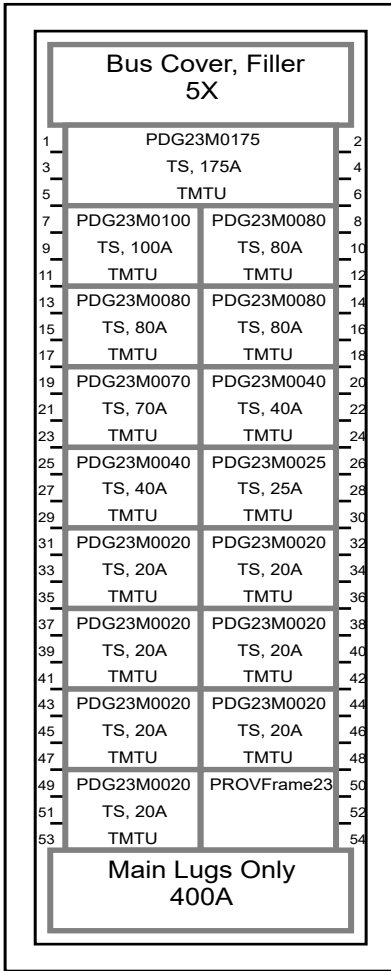 Bus Cover, Filler
5X
1 PDG23M0175 2
3 TS, 175A 4
5 TMTU 6
7 PDG23M0100 PDG23M0080 8
9 TS, 100A TS, 80A 10
11 TMTU TMTU 12
13 PDG23M0080 PDG23M0080 14
15 TS, 80A TS, 80A 16
17 TMTU TMTU 18
19 PDG23M0070 PDG23M0040 20
21 TS, 70A TS, 40A 22
23 TMTU TMTU 24
25 PDG23M0040 PDG23M0025 26
27 TS, 40A TS, 25A 28
29 TMTU TMTU 30
31 PDG23M0020 PDG23M0020 32
33 TS, 20A TS, 20A 34
35 TMTU TMTU 36
37 PDG23M0020 PDG23M0020 38
39 TS, 20A TS, 20A 40
41 TMTU TMTU 42
43 PDG23M0020 PDG23M0020 44
45 TS, 20A TS, 20A 46
47 TMTU TMTU 48
49 PDG23M0020 PROVFrame23 50
51 TS, 20A 52
53 TMTU 54
Main Lugs Only
400A